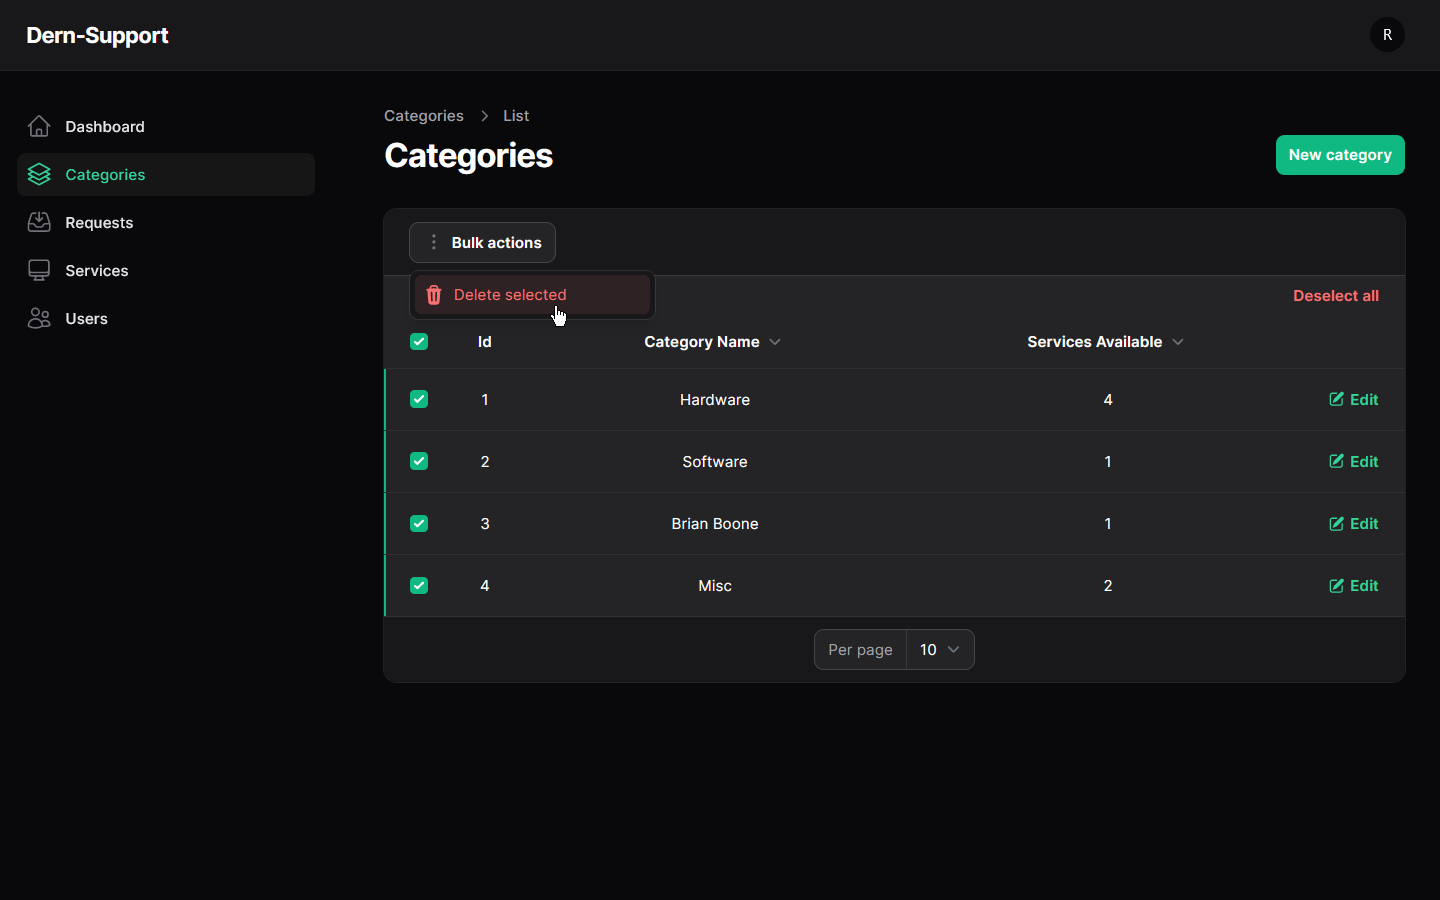 Dern-Support
R
Dashboard
Categories
Requests
Services
Users
Categories > List
Categories
New category
Bulk actions
Delete selected
Deselect all
Id Category Name Services Available
1 Hardware 4 Edit
2 Software 1 Edit
3 Brian Boone 1 Edit
4 Misc 2 Edit
Per page 10